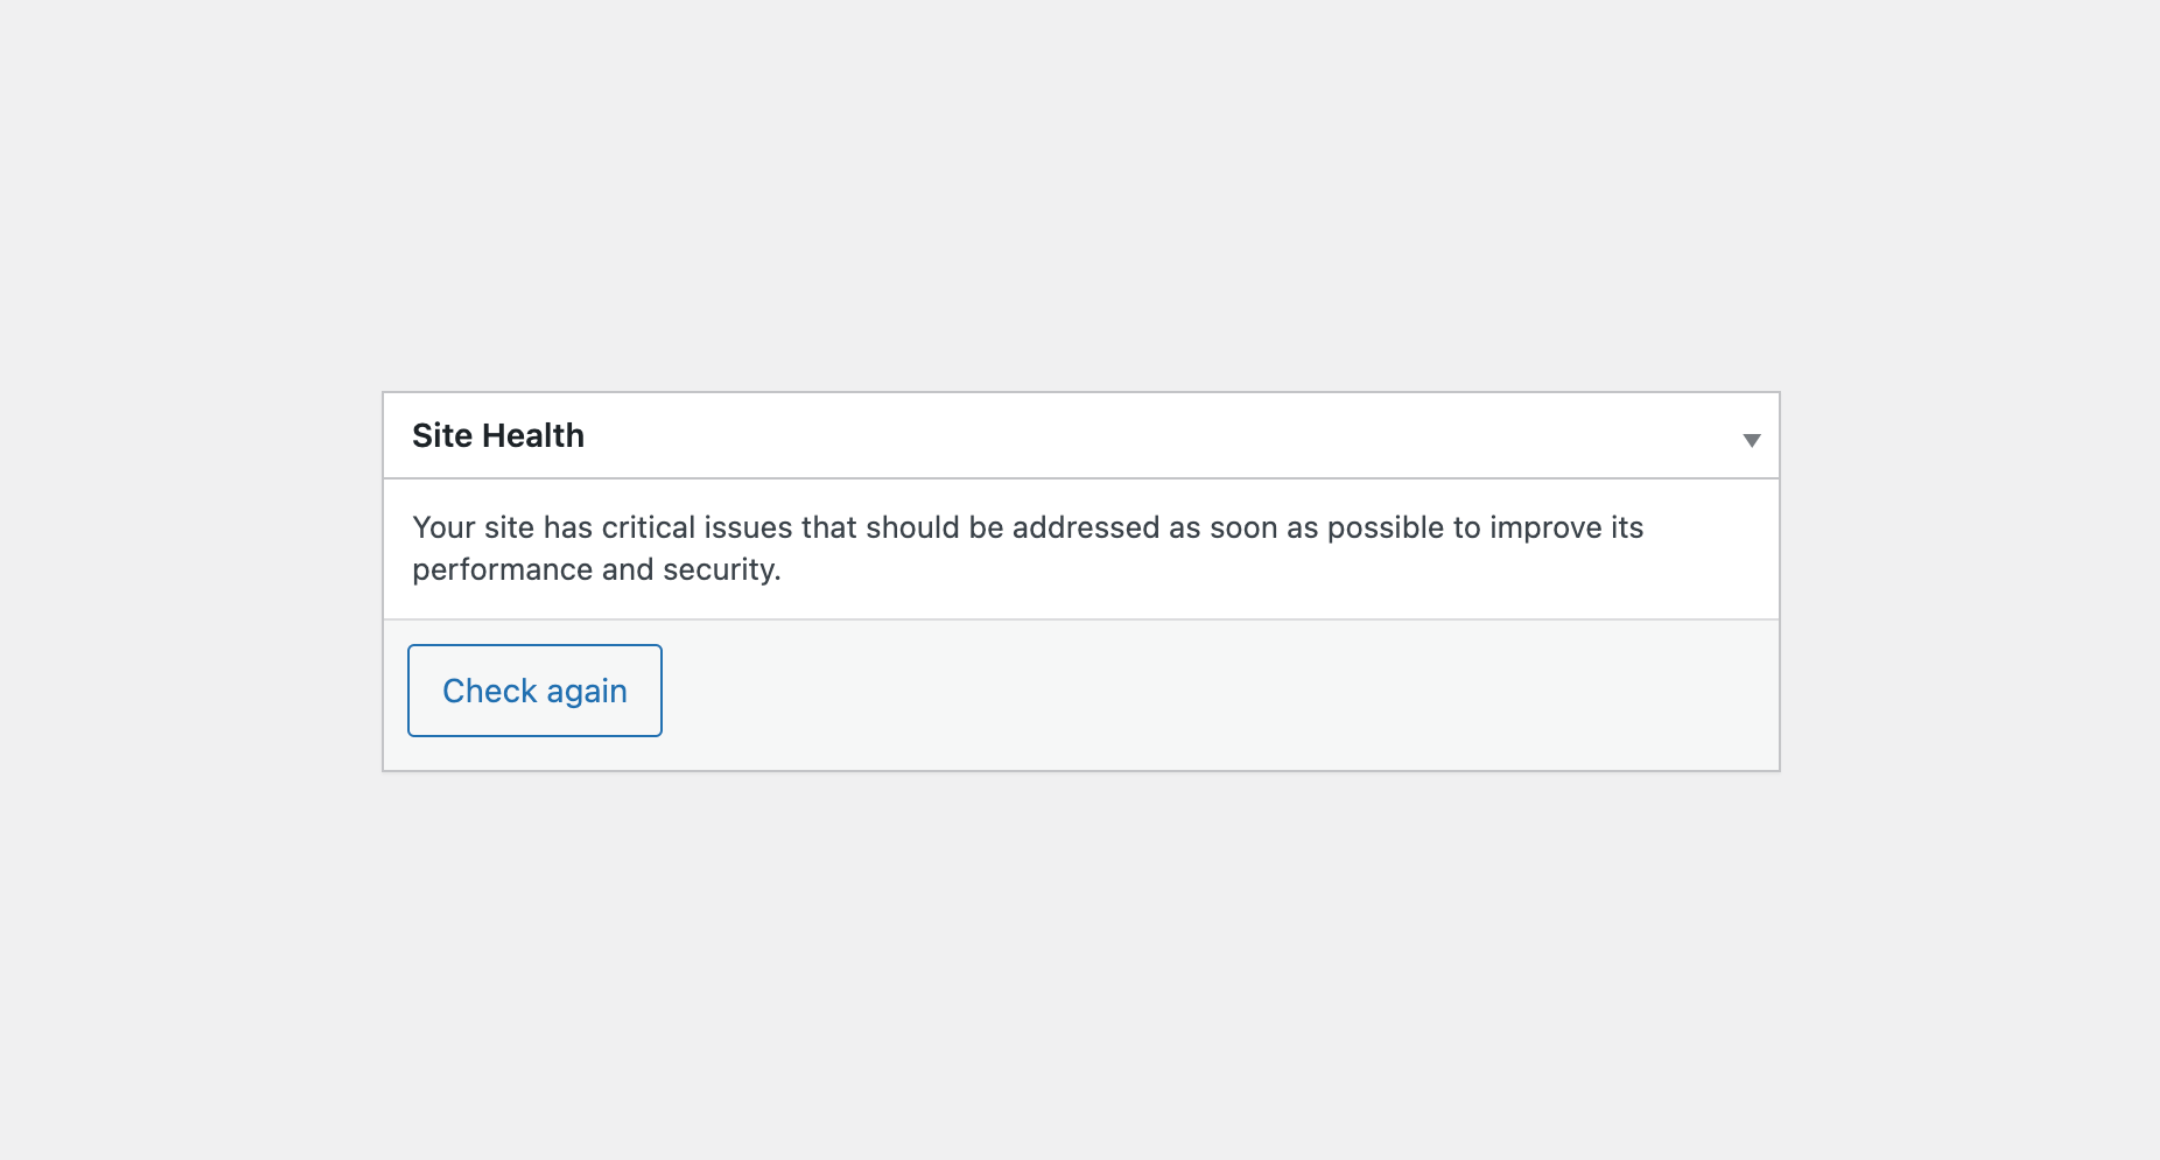 Site Health
Your site has critical issues that should be addressed as soon as possible to improve its
performance and security.
Check again